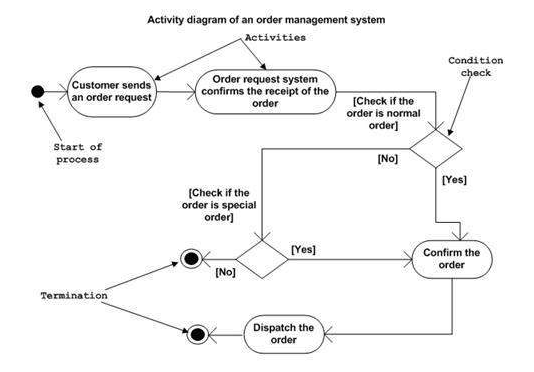 Activity diagram of an order management system
Activities
Condition
check
Customer sends
an order request
Order request system
confirms the receipt of the
order
[Check if the
order is normal
order]
Start of
process
[No]
[Yes]
[Check if the
order is special
order]
[Yes]
Confirm the
order
[No]
Termination
Dispatch the
order